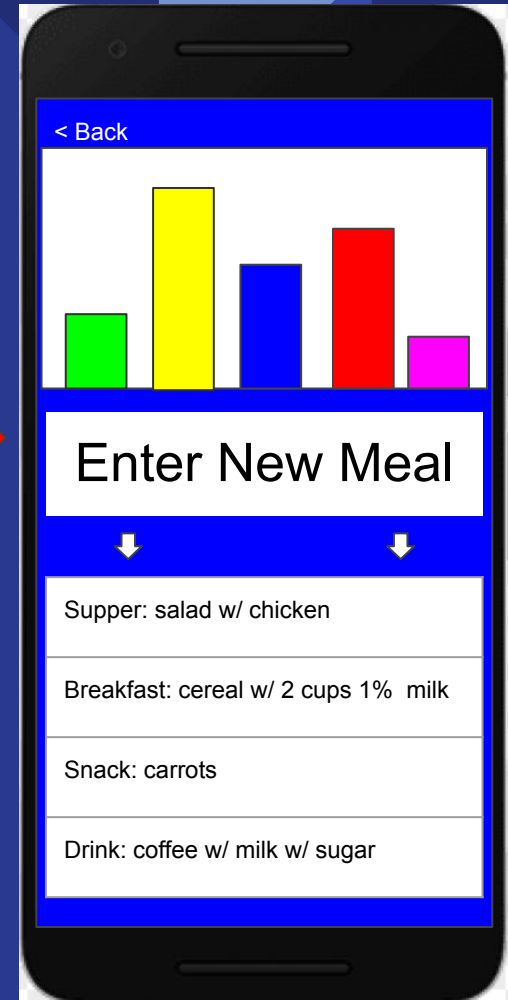 < Back
Enter New Meal
Supper: salad w/ chicken
Breakfast: cereal w/ 2 cups 1%  milk
Snack: carrots
Drink: coffee w/ milk w/ sugar